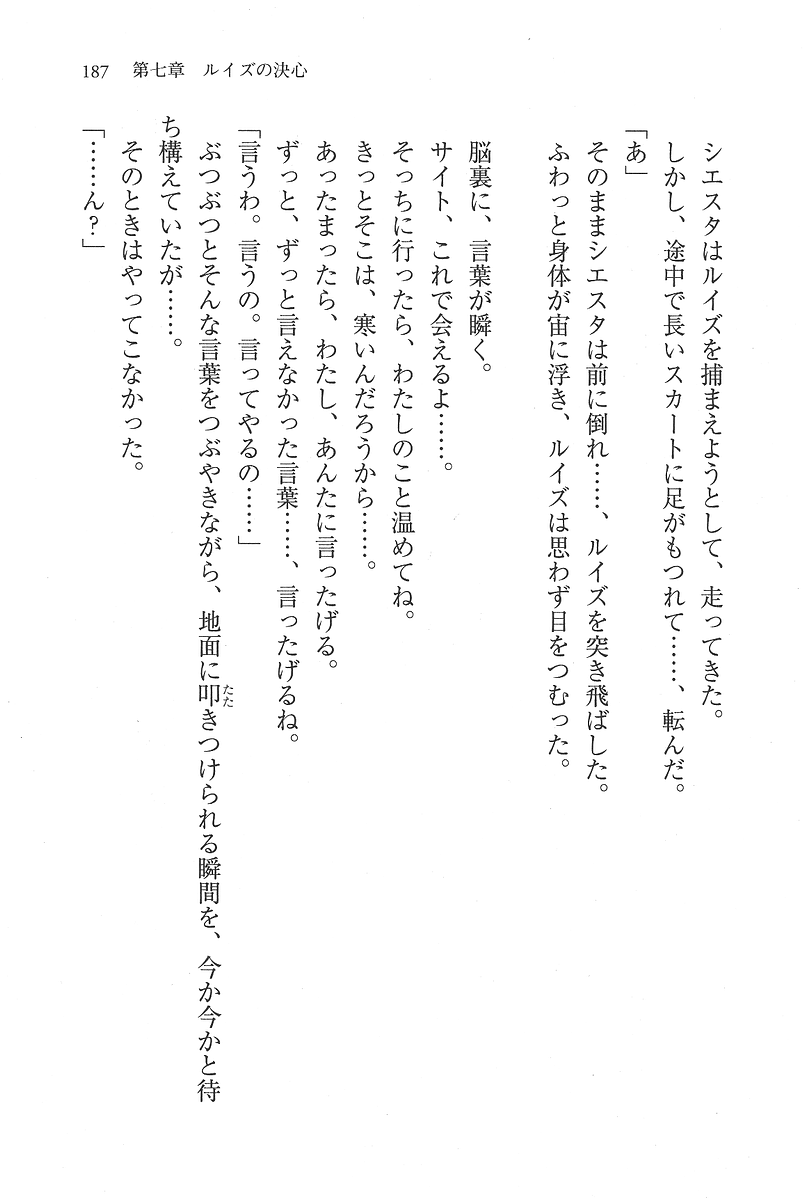 187 第七章 ルイズの決心
シエスタはルイズを捕まえようとして、走ってきた。
しかし、途中で長いスカートに足がもつれて……、転んだ。
「あ」
そのままシエスタは前に倒れ……、ルイズを突き飛ばした。
ふわっと身体が宙に浮き、ルイズは思わず目をつむった。
脳裏に、言葉が瞬く。
サイト、これで会えるよ……。
そっちに行ったら、わたしのこと温めてね。
きっとそこは、寒いんだろうから……。
あったまったら、わたし、あんたに言ったげる。
ずっと、ずっと言えなかった言葉……、言ったげるね。
「言うわ。言うの。言ってやるの……」
ぶつぶつとそんな言葉をつぶやきながら、地面に叩きつけられる瞬間を、今か今かと待
たた
ち構えていたが……。
そのときはやってこなかった。
「……ん?」